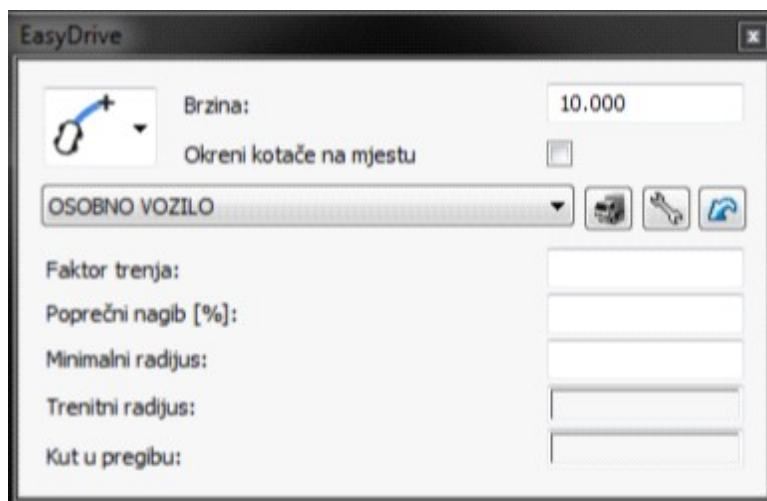 EasyDrive
Brzina: 10.000
Okreni kotače na mjestu
OSOBNO VOZILO
Faktor trenja:
Poprečni nagib [%]:
Minimalni radijus:
Trenitni radijus:
Kut u pregibu: